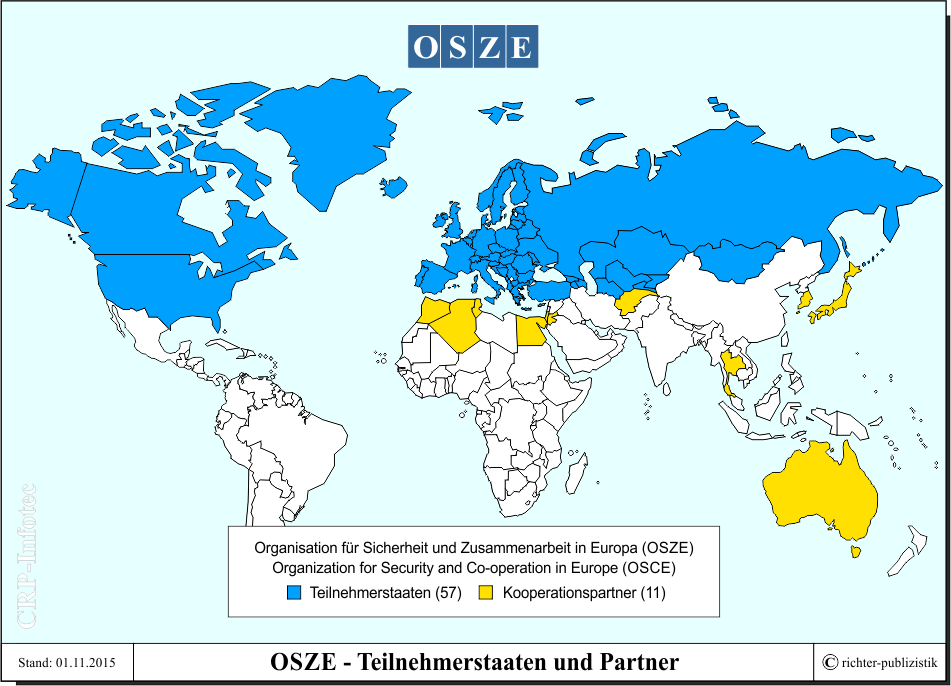 OSZE
CRP-Infotec
Organisation für Sicherheit und Zusammenarbeit in Europa (OSZE)
Organization for Security and Co-operation in Europe (OSCE)
Teilnehmerstaaten (57) Kooperationspartner (11)
Stand: 01.11.2015
OSZE - Teilnehmerstaaten und Partner
© richter-publizistik